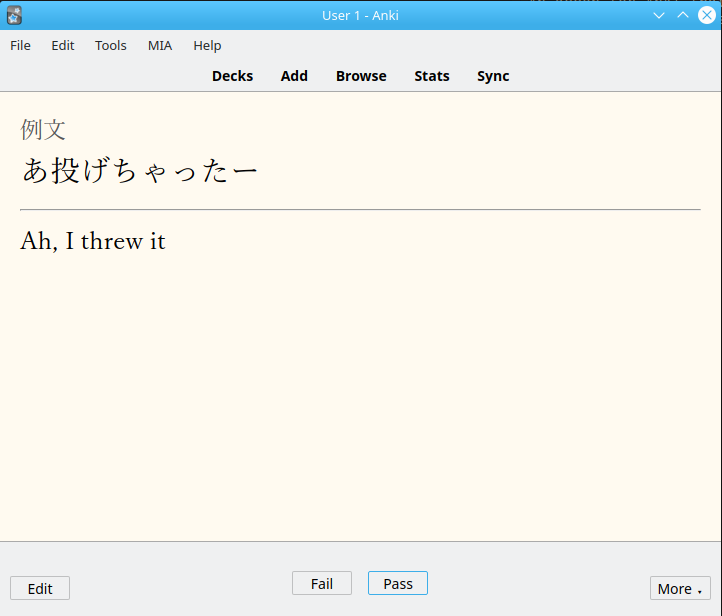 User 1 - Anki
File Edit Tools MIA Help
Decks Add Browse Stats Sync
例文
あ投げちゃったー
Ah, I threw it
Edit Fail Pass More